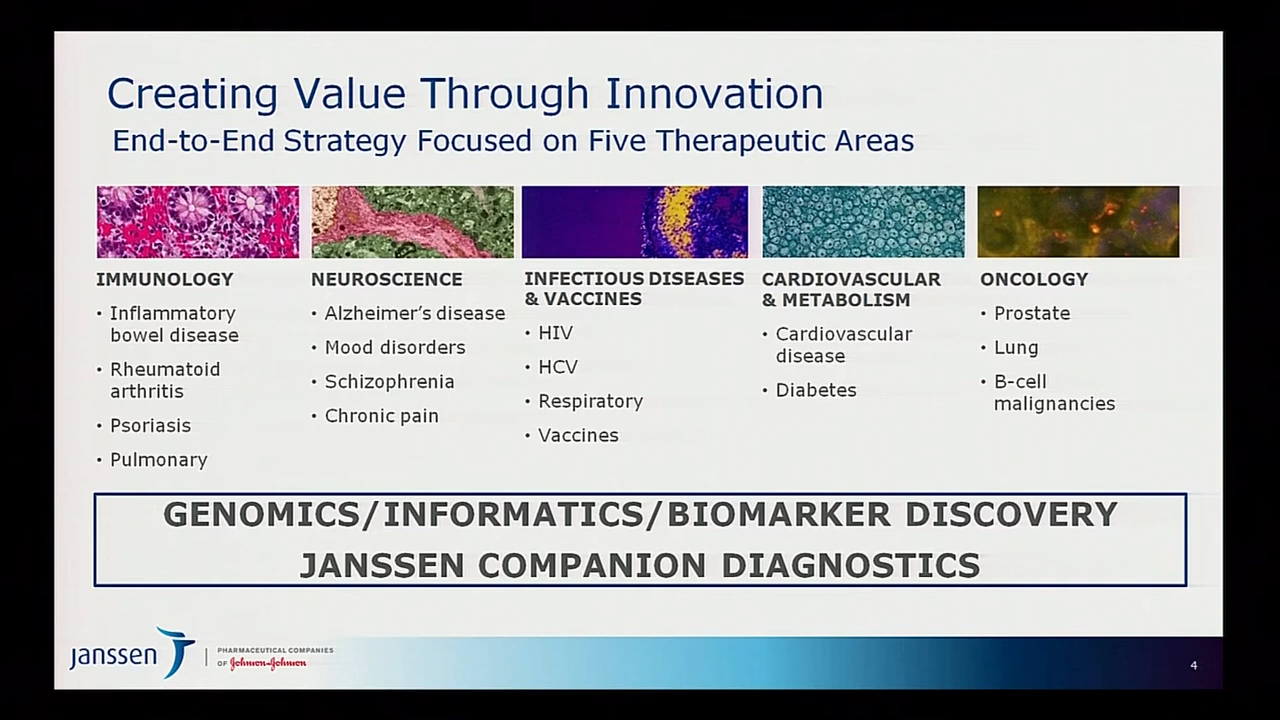 Creating Value Through Innovation
End-to-End Strategy Focused on Five Therapeutic Areas
IMMUNOLOGY
• Inflammatory
bowel disease
• Rheumatoid
arthritis
• Psoriasis
• Pulmonary
NEUROSCIENCE
• Alzheimer’s disease
• Mood disorders
• Schizophrenia
• Chronic pain
INFECTIOUS DISEASES
& VACCINES
• HIV
• HCV
• Respiratory
• Vaccines
CARDIOVASCULAR
& METABOLISM
• Cardiovascular
disease
• Diabetes
ONCOLOGY
• Prostate
• Lung
• B-cell
malignancies
GENOMICS/INFORMATICS/BIOMARKER DISCOVERY
JANSSEN COMPANION DIAGNOSTICS
janssen
PHARMACEUTICAL COMPANIES
OF Johnson-Johnson
4